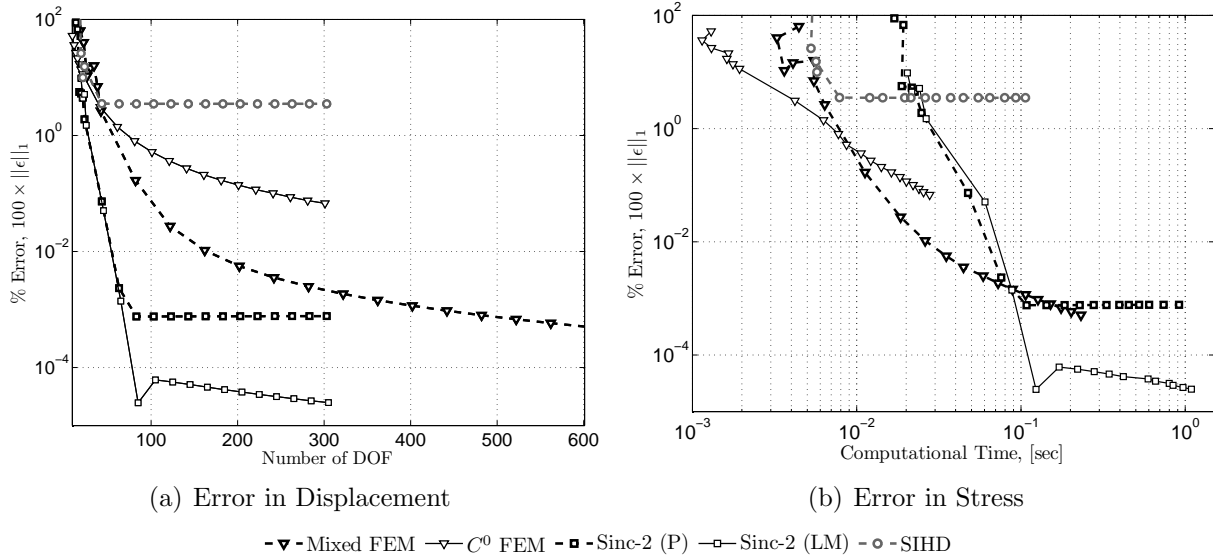 10^2
10^0
10^-2
10^-4
% Error, 100 × ||ϵ||_1
100 200 300 400 500 600
Number of DOF
(a) Error in Displacement
10^2
10^0
10^-2
10^-4
% Error, 100 × ||ϵ||_1
10^-3 10^-2 10^-1 10^0
Computational Time, [sec]
(b) Error in Stress
Mixed FEM C^0 FEM Sinc-2 (P) Sinc-2 (LM) SIHD